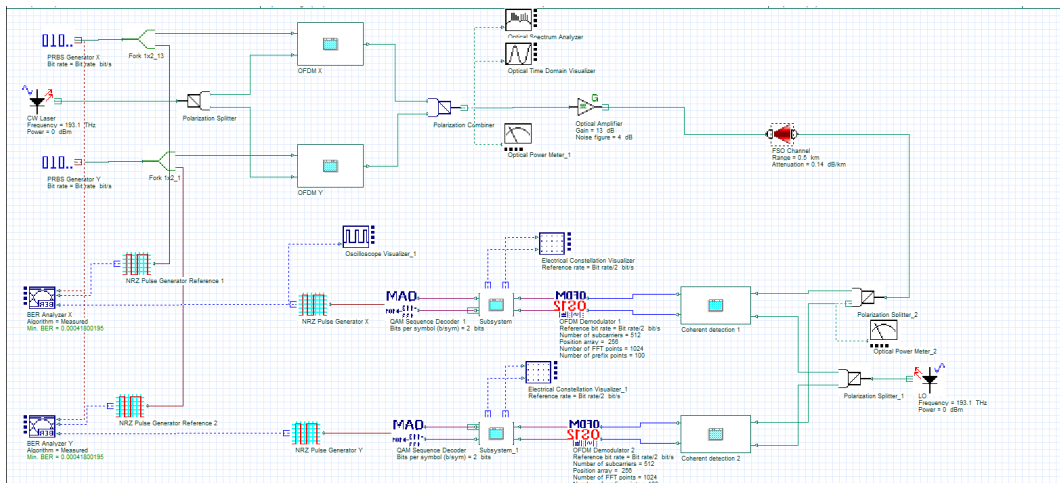 Optical Spectrum Analyzer
010..
PRBS Generator X
Bit rate = Bit rate bit/s
Fork 1x2_13
OFDM X
Optical Time Domain Visualizer
CW Laser
Frequency = 193.1 THz
Power = 0 dBm
Polarization Splitter
Polarization Combiner
G
Optical Amplifier
Gain = 13 dB
Noise figure = 4 dB
Optical Power Meter_1
FSO Channel
Range = 0.5 km
Attenuation = 0.14 dB/km
010..
PRBS Generator Y
Bit rate = Bit rate bit/s
Fork 1x2_1
OFDM Y
Oscilloscope Visualizer_1
Electrical Constellation Visualizer
Reference rate = Bit rate/2 bit/s
NRZ Pulse Generator Reference 1
BER
BER Analyzer X
Algorithm = Measured
Min. BER = 0.00041800195
NRZ Pulse Generator X
QAM
QAM Sequence Decoder 1
Bits per symbol (b/sym) = 2 bits
Subsystem
OFDM
OFDM Demodulator 1
Reference bit rate = Bit rate/2 bit/s
Number of subcarriers = 512
Position array = 256
Number of FFT points = 1024
Number of prefix points = 100
Coherent detection 1
Polarization Splitter_2
Optical Power Meter_2
Electrical Constellation Visualizer_1
Reference rate = Bit rate/2 bit/s
Polarization Splitter_1
LO
Frequency = 193.1 THz
Power = 0 dBm
NRZ Pulse Generator Reference 2
BER
BER Analyzer Y
Algorithm = Measured
Min. BER = 0.00041800195
NRZ Pulse Generator Y
QAM
QAM Sequence Decoder
Bits per symbol (b/sym) = 2 bits
Subsystem_1
OFDM
OFDM Demodulator 2
Reference bit rate = Bit rate/2 bit/s
Number of subcarriers = 512
Position array = 256
Number of FFT points = 1024
Coherent detection 2